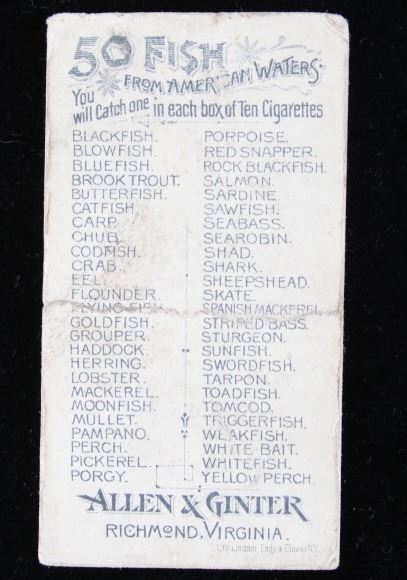 50 FISH
FROM AMERICAN WATERS.
You
will Catch one in each box of Ten Cigarettes
BLACKFISH.
BLOWFISH.
BLUEFISH.
BROOK TROUT.
BUTTERFISH.
CATFISH.
CARP.
CHUB.
CODFISH.
CRAB.
EEL.
FLOUNDER.
FLYING FISH.
GOLDFISH.
GROUPER.
HADDOCK.
HERRING.
LOBSTER.
MACKEREL.
MOONFISH.
MULLET.
PAMPANO.
PERCH.
PICKEREL.
PORGY.
PORPOISE.
RED SNAPPER.
ROCK BLACKFISH.
SALMON.
SARDINE.
SAWFISH.
SEABASS.
SEAROBIN.
SHAD.
SHARK.
SHEEPSHEAD.
SKATE.
SPANISH MACKEREL.
STRIPED BASS.
STURGEON.
SUNFISH.
SWORDFISH.
TARPON.
TOADFISH.
TOMCOD.
TRIGGERFISH.
WEAKFISH.
WHITE BAIT.
WHITEFISH.
YELLOW PERCH.
ALLEN & GINTER
RICHMOND, VIRGINIA.
Lindner, Eddy & Clauss N.Y.